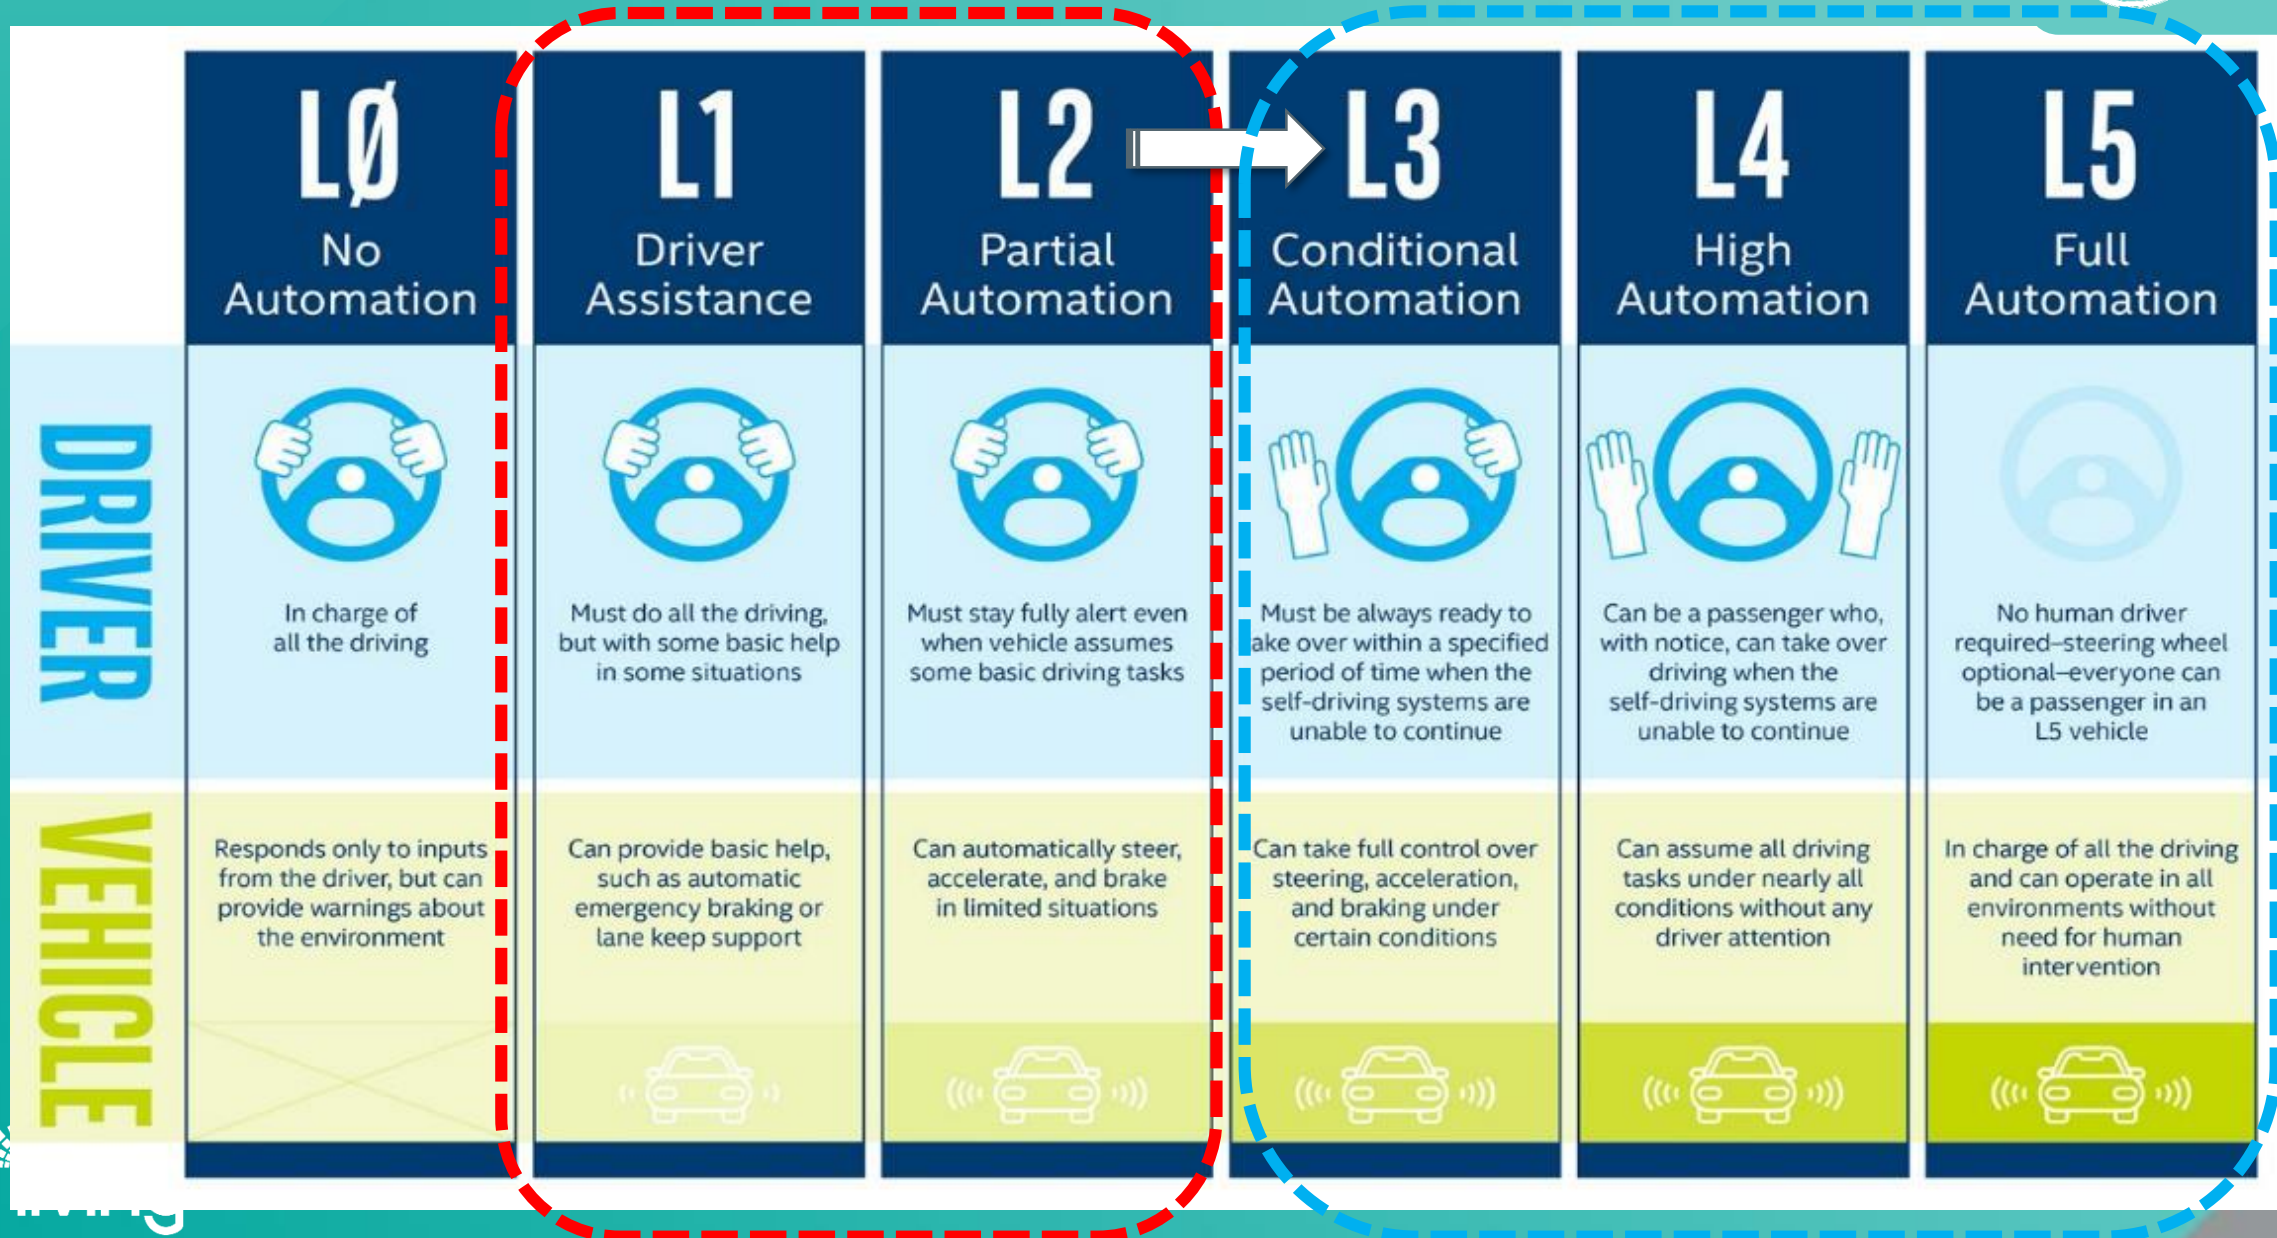 LØ
No
Automation
L1
Driver
Assistance
L2
Partial
Automation
L3
Conditional
Automation
L4
High
Automation
L5
Full
Automation
DRIVER
In charge of
all the driving
Must do all the driving,
but with some basic help
in some situations
Must stay fully alert even
when vehicle assumes
some basic driving tasks
Must be always ready to
ake over within a specified
period of time when the
self-driving systems are
unable to continue
Can be a passenger who,
with notice, can take over
driving when the
self-driving systems are
unable to continue
No human driver
required–steering wheel
optional–everyone can
be a passenger in an
L5 vehicle
VEHICLE
Responds only to inputs
from the driver, but can
provide warnings about
the environment
Can provide basic help,
such as automatic
emergency braking or
lane keep support
Can automatically steer,
accelerate, and brake
in limited situations
Can take full control over
steering, acceleration,
and braking under
certain conditions
Can assume all driving
tasks under nearly all
conditions without any
driver attention
In charge of all the driving
and can operate in all
environments without
need for human
intervention